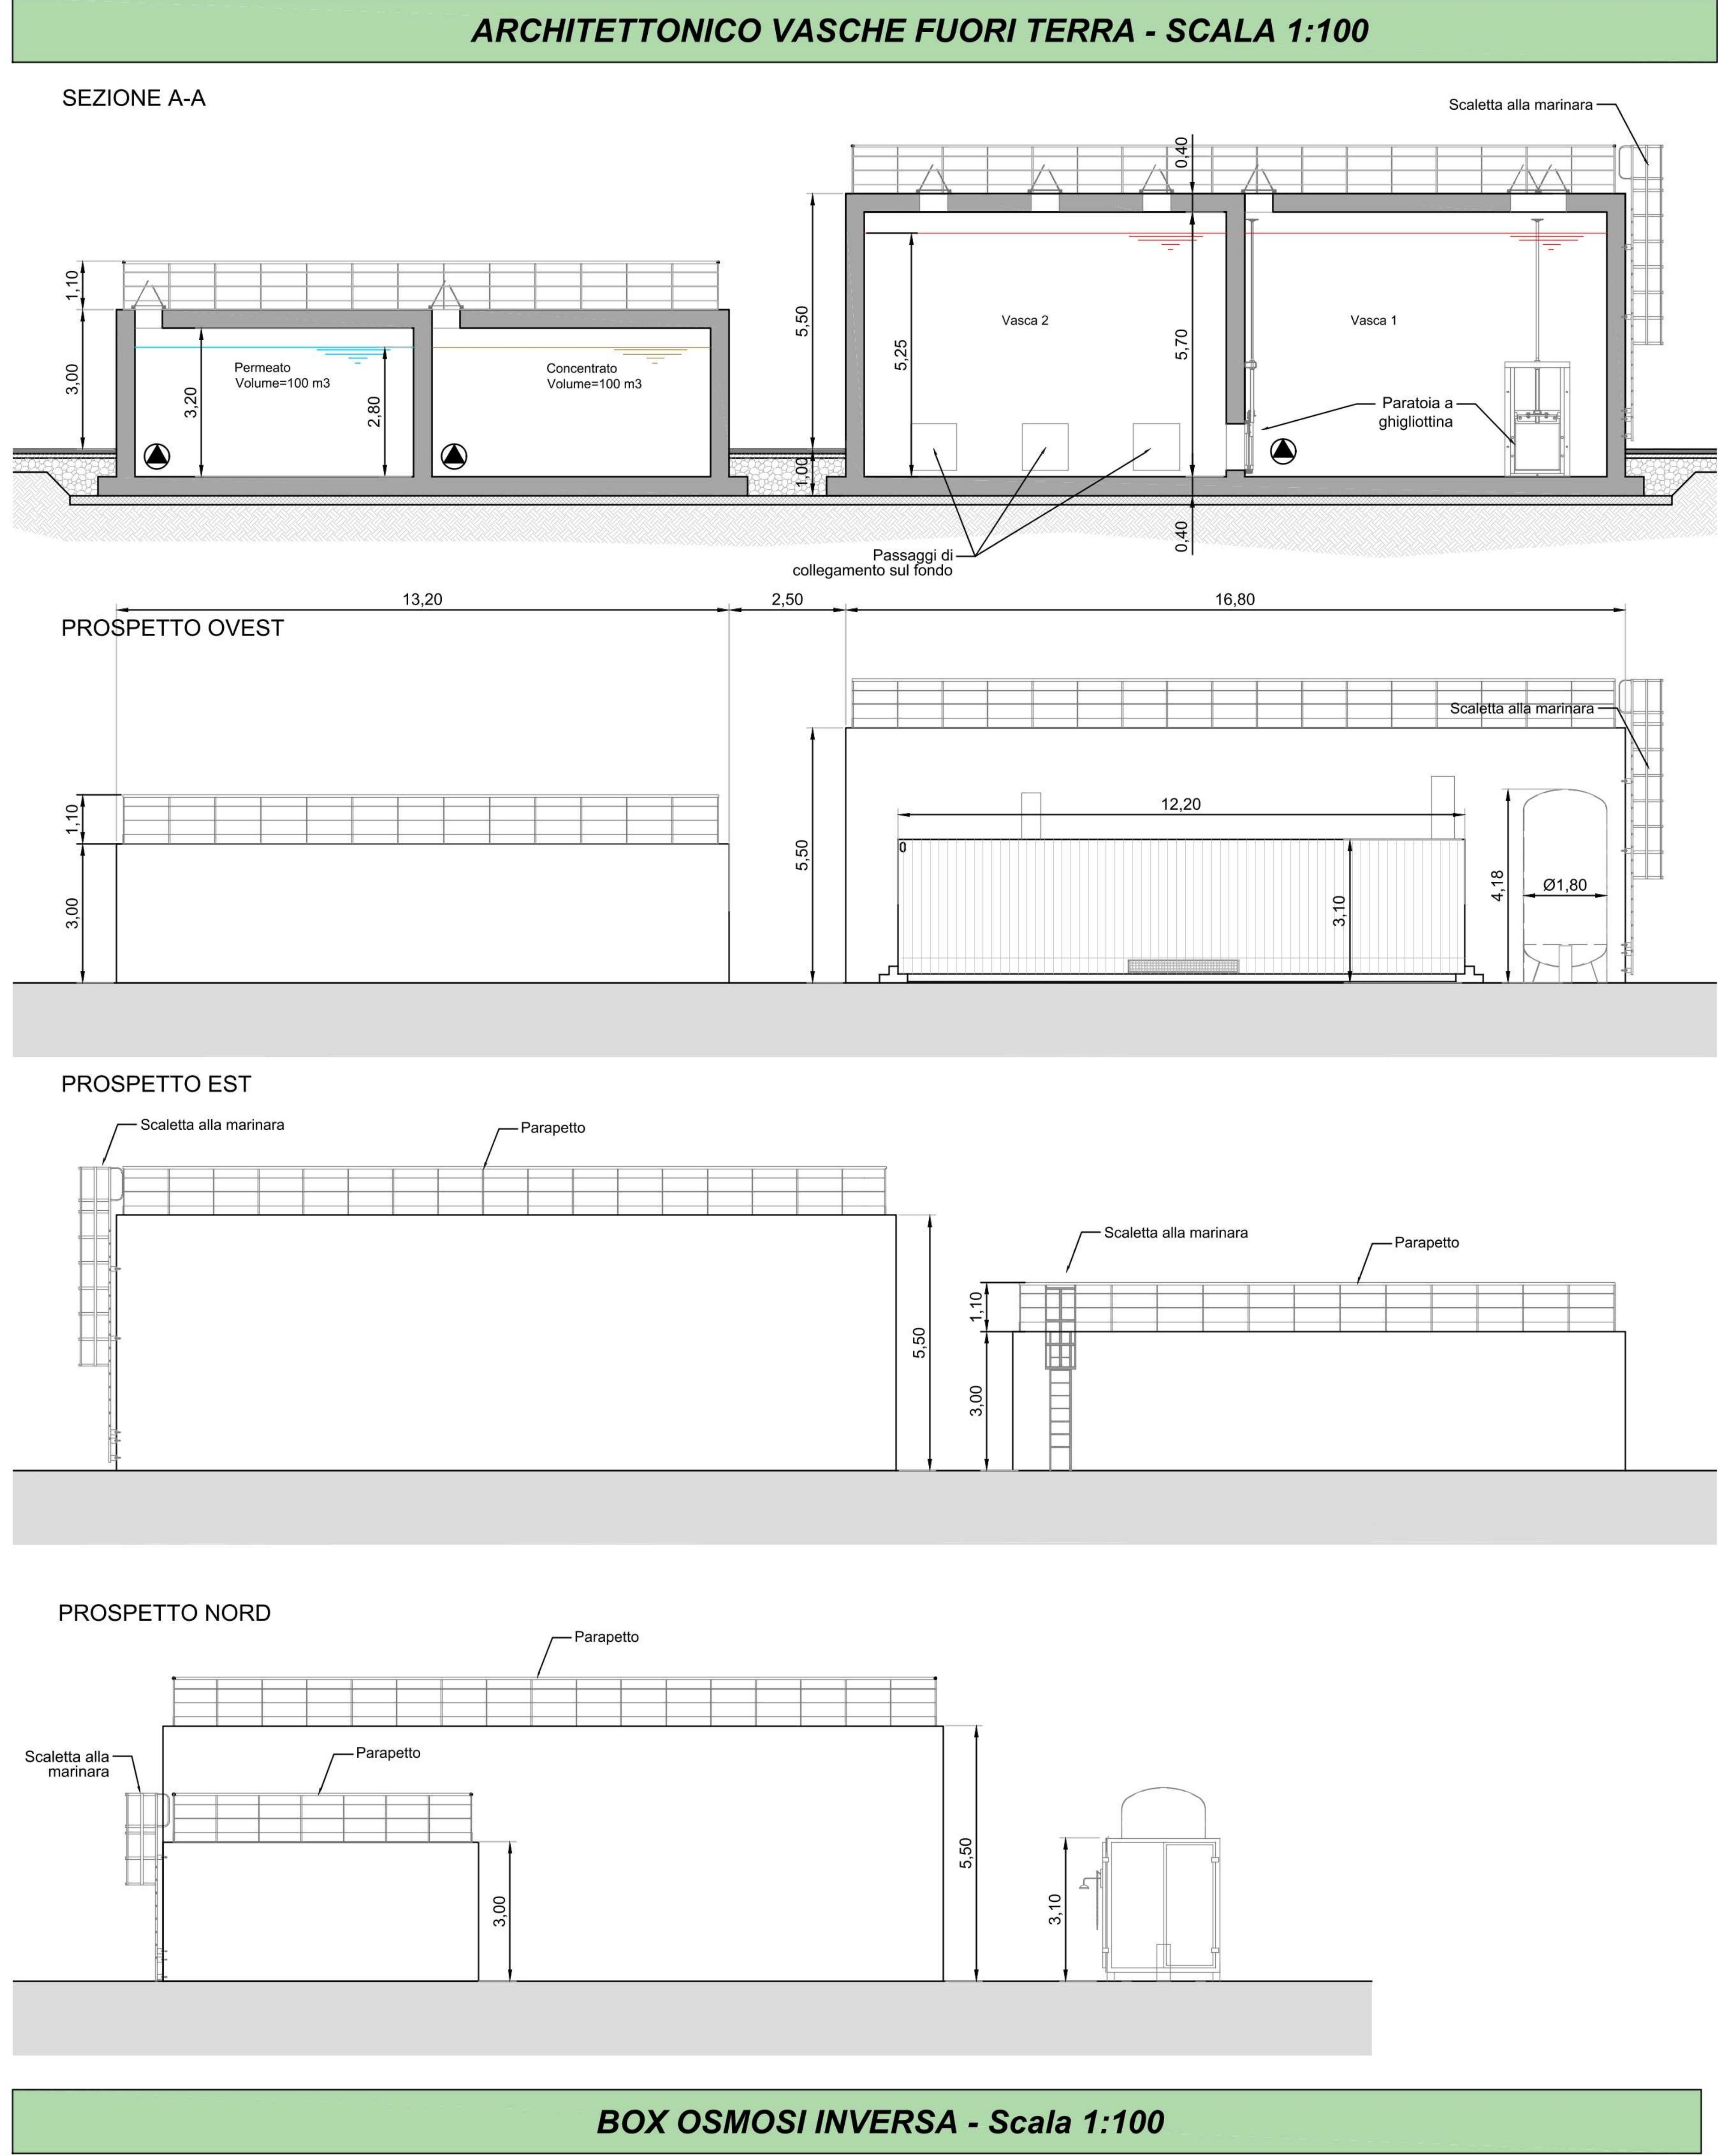 ARCHITETTONICO VASCHE FUORI TERRA - SCALA 1:100
SEZIONE A-A
Scaletta alla marinara
0,40
1,10
5,50
Vasca 2
Vasca 1
5,25
5,70
3,00
Permeato
Volume=100 m3
Concentrato
Volume=100 m3
3,20
2,80
Paratoia a
ghigliottina
1,00
0,40
Passaggi di
collegamento sul fondo
13,20
2,50
16,80
PROSPETTO OVEST
Scaletta alla marinara
1,10
12,20
5,50
0
4,18
Ø1,80
3,00
3,10
PROSPETTO EST
Scaletta alla marinara
Parapetto
Scaletta alla marinara
Parapetto
1,10
5,50
3,00
PROSPETTO NORD
Parapetto
Scaletta alla
marinara
Parapetto
5,50
3,00
3,10
BOX OSMOSI INVERSA - Scala 1:100